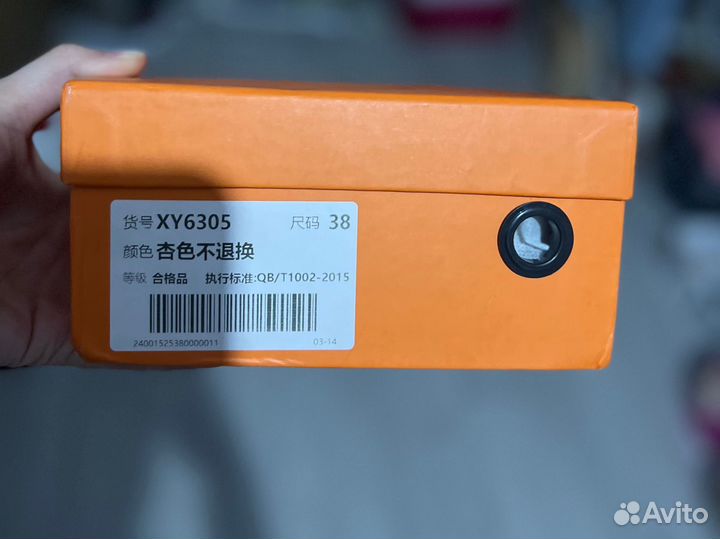 货号 XY6305 尺码 38
颜色 杏色不退换
等级 合格品 执行标准:QB/T1002-2015
24001525380000011 03-14
Avito